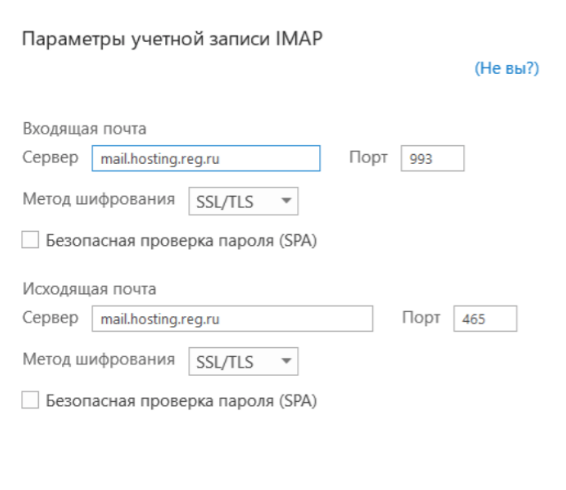 Параметры учетной записи IMAP
(Не вы?)
Входящая почта
Сервер mail.hosting.reg.ru Порт 993
Метод шифрования SSL/TLS
Безопасная проверка пароля (SPA)
Исходящая почта
Сервер mail.hosting.reg.ru Порт 465
Метод шифрования SSL/TLS
Безопасная проверка пароля (SPA)